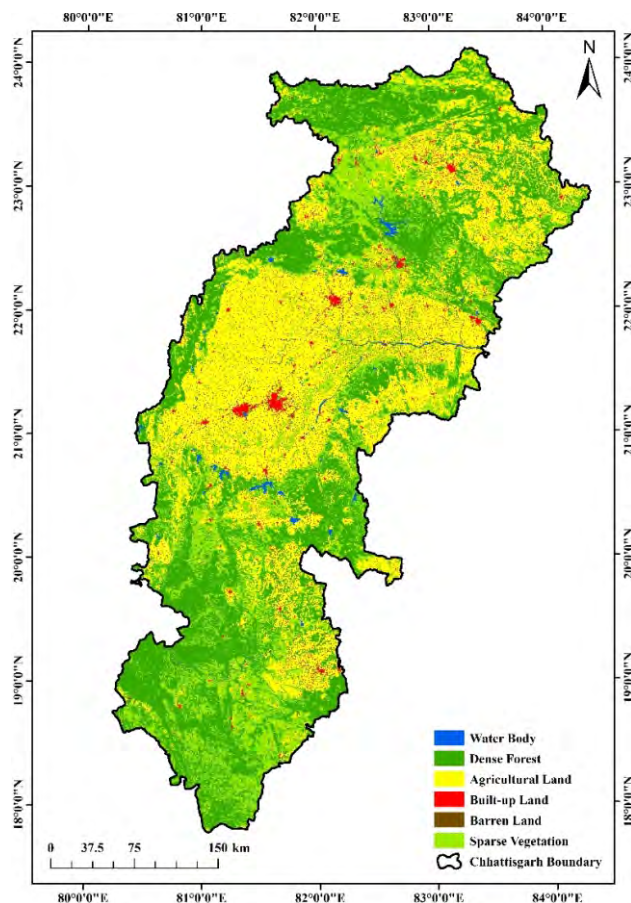 80°0'0"E 81°0'0"E 82°0'0"E 83°0'0"E 84°0'0"E
N
24°0'0"N 24°0'0"N
23°0'0"N 23°0'0"N
22°0'0"N 22°0'0"N
21°0'0"N 21°0'0"N
20°0'0"N 20°0'0"N
19°0'0"N 19°0'0"N
18°0'0"N 18°0'0"N
Water Body
Dense Forest
Agricultural Land
Built-up Land
Barren Land
Sparse Vegetation
Chhattisgarh Boundary
0 37.5 75 150 km
80°0'0"E 81°0'0"E 82°0'0"E 83°0'0"E 84°0'0"E